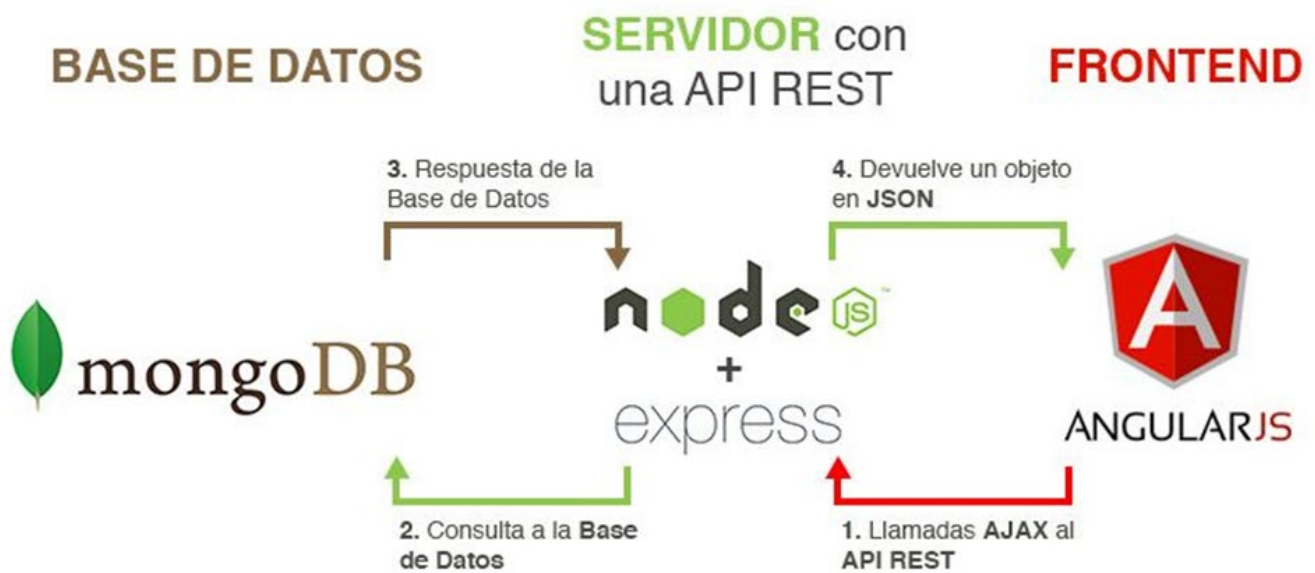 BASE DE DATOS
SERVIDOR con
una API REST
FRONTEND
3. Respuesta de la
Base de Datos
4. Devuelve un objeto
en JSON
mongoDB
node JS ™
+
express
A
ANGULARJS
2. Consulta a la Base
de Datos
1. Llamadas AJAX al
API REST